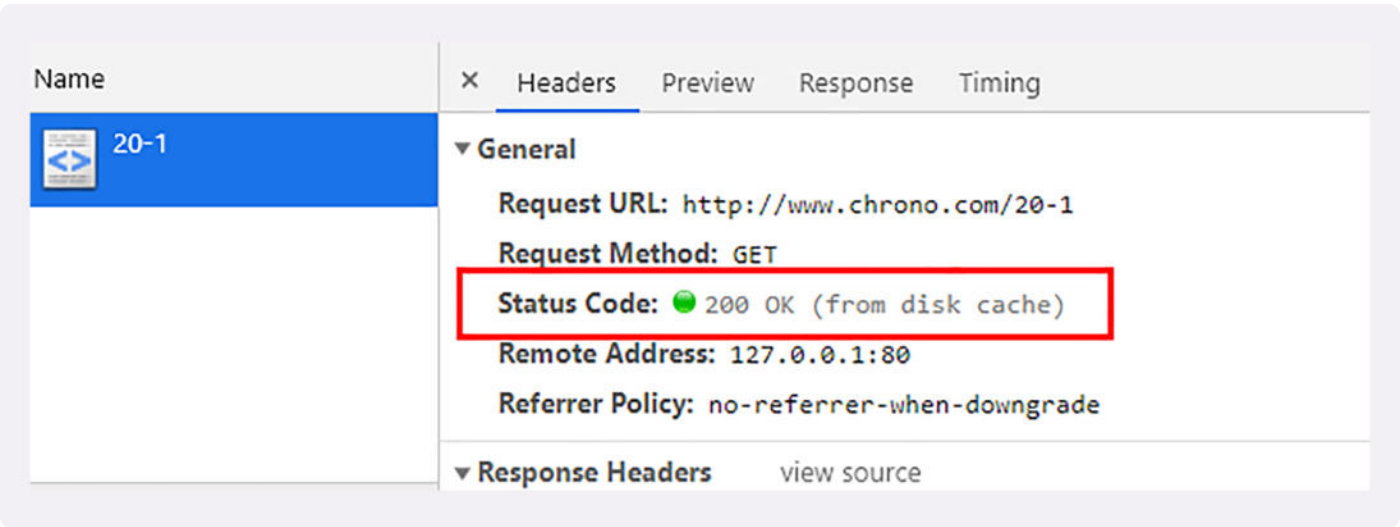 Name
× Headers Preview Response Timing
20-1
▼ General
Request URL: http://www.chrono.com/20-1
Request Method: GET
Status Code: 200 OK (from disk cache)
Remote Address: 127.0.0.1:80
Referrer Policy: no-referrer-when-downgrade
▼ Response Headers view source